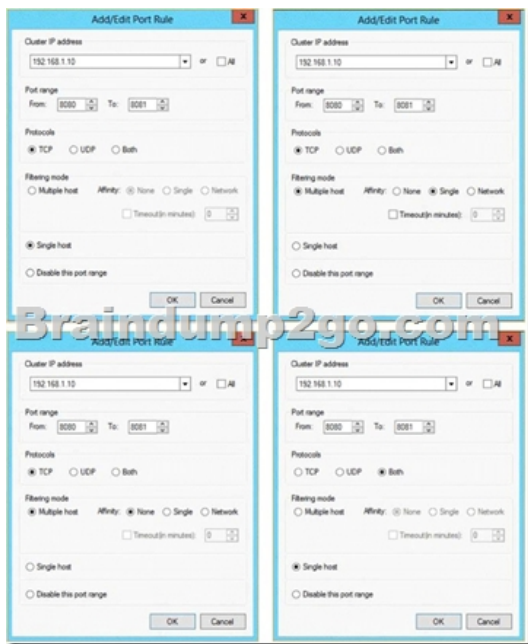 Add/Edit Port Rule
X
Cluster IP address
192.168.1.10
or
All
Port range
From: 8080 To: 8081
Protocols
TCP UDP Both
Filtering mode
Multiple host Affinity: None Single Network
Timeout(in minutes): 0
Single host
Disable this port range
OK Cancel
Add/Edit Port Rule
X
Cluster IP address
192.168.1.10
or
All
Port range
From: 8080 To: 8081
Protocols
TCP UDP Both
Filtering mode
Multiple host Affinity: None Single Network
Timeout(in minutes): 0
Single host
Disable this port range
OK Cancel
Braindump2go.com
Add/Edit Port Rule
Cluster IP address
192.168.1.10
or
All
Port range
From: 8080 To: 8081
Protocols
TCP UDP Both
Filtering mode
Multiple host Affinity: None Single Network
Timeout(in minutes): 0
Single host
Disable this port range
OK Cancel
Add/Edit Port Rule
Cluster IP address
192.168.1.10
or
All
Port range
From: 8080 To: 8081
Protocols
TCP UDP Both
Filtering mode
Multiple host Affinity: None Single Network
Timeout(in minutes): 0
Single host
Disable this port range
OK Cancel